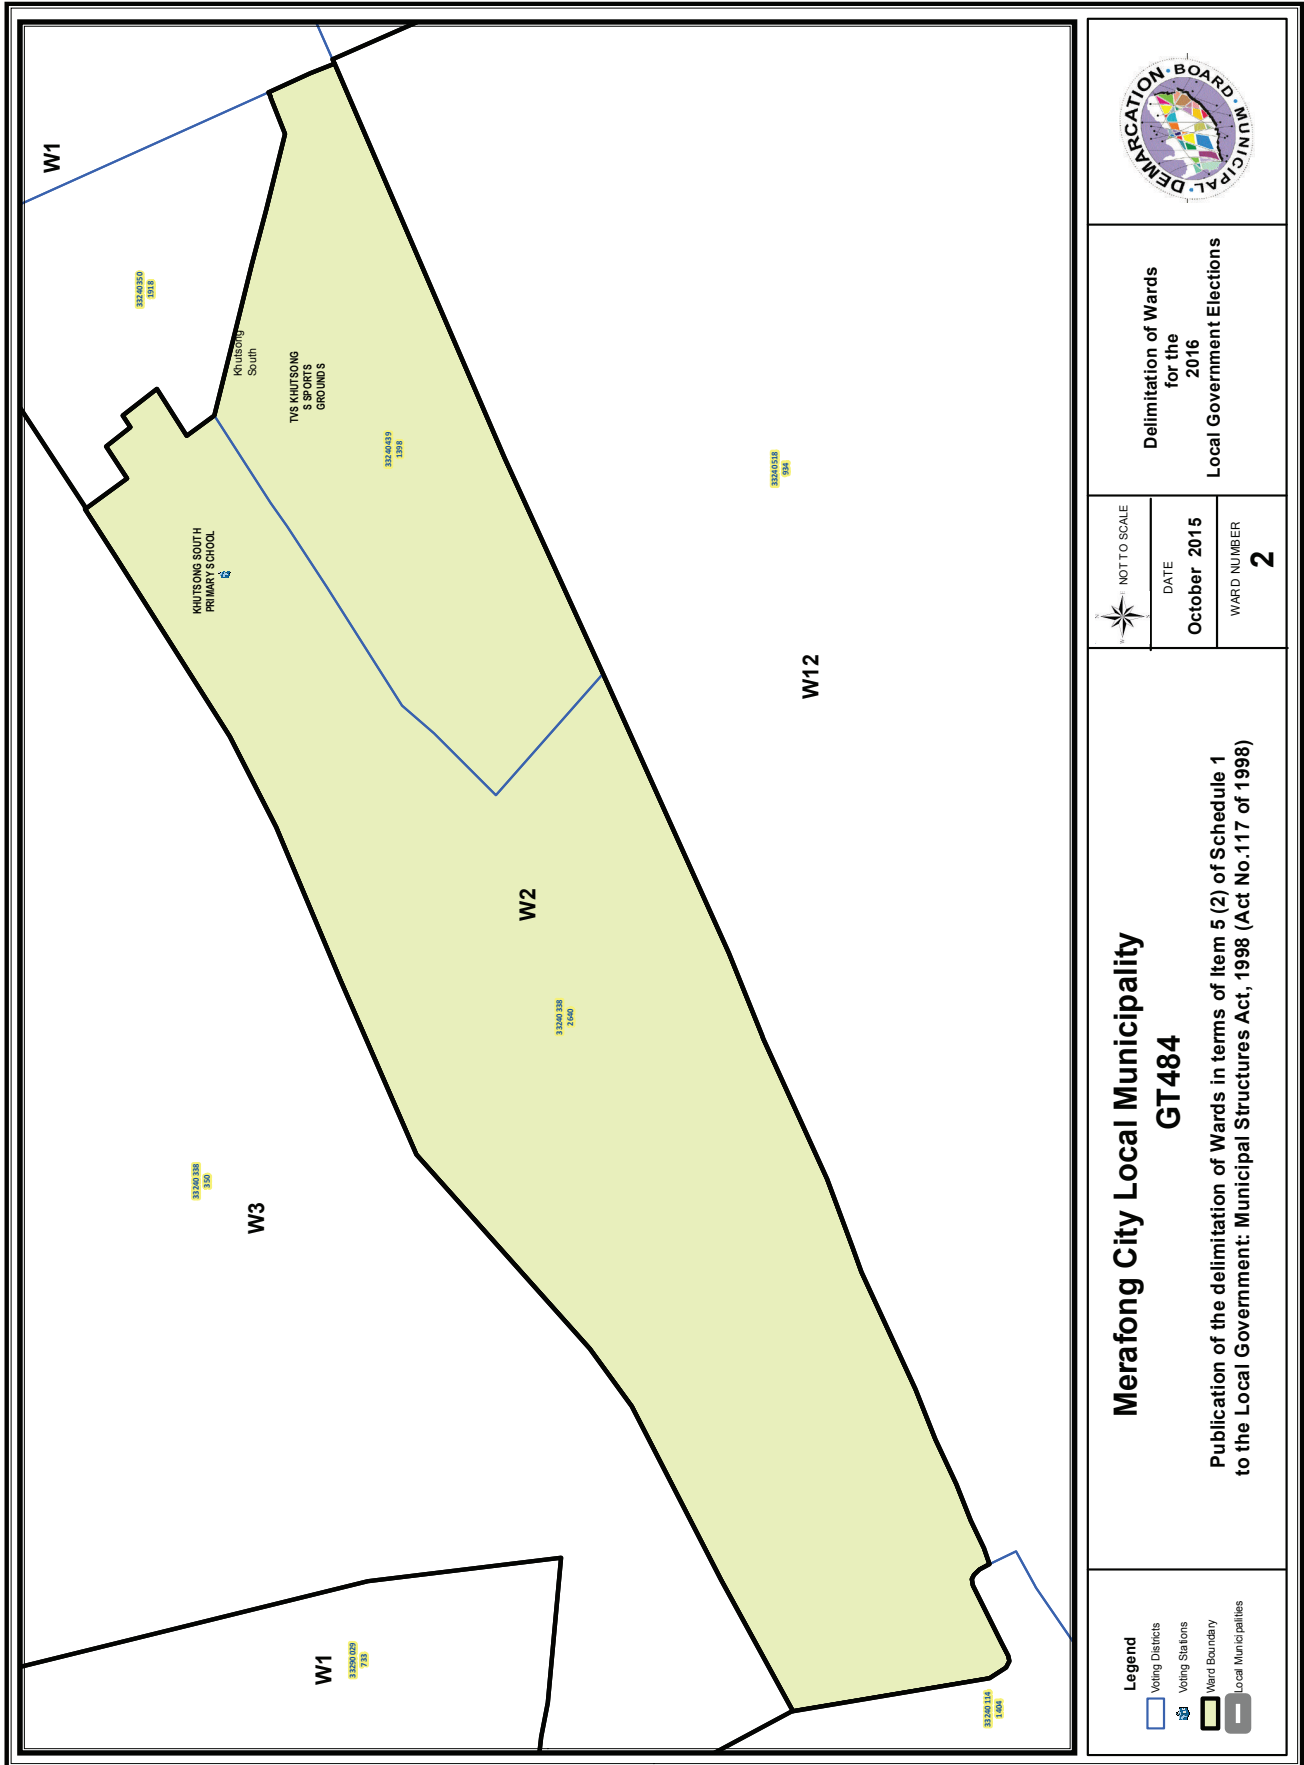 W1
33240350
1918
Khutsong
South
TVS KHUTSONG
S SPORTS
GROUNDS
33240439
1398
KHUTSONG SOUTH
PRIMARY SCHOOL
33240518
934
W12
W2
33240338
2640
33240338
350
W3
W1
33290029
733
33240114
1404
Legend
Voting Districts
Voting Stations
Ward Boundary
Local Municipalities
Merafong City Local Municipality
GT484
Publication of the delimitation of Wards in terms of Item 5 (2) of Schedule 1
to the Local Government: Municipal Structures Act, 1998 (Act No.117 of 1998)
NOT TO SCALE
DATE
October 2015
WARD NUMBER
2
Delimitation of Wards
for the
2016
Local Government Elections
MUNICIPAL DEMARCATION BOARD